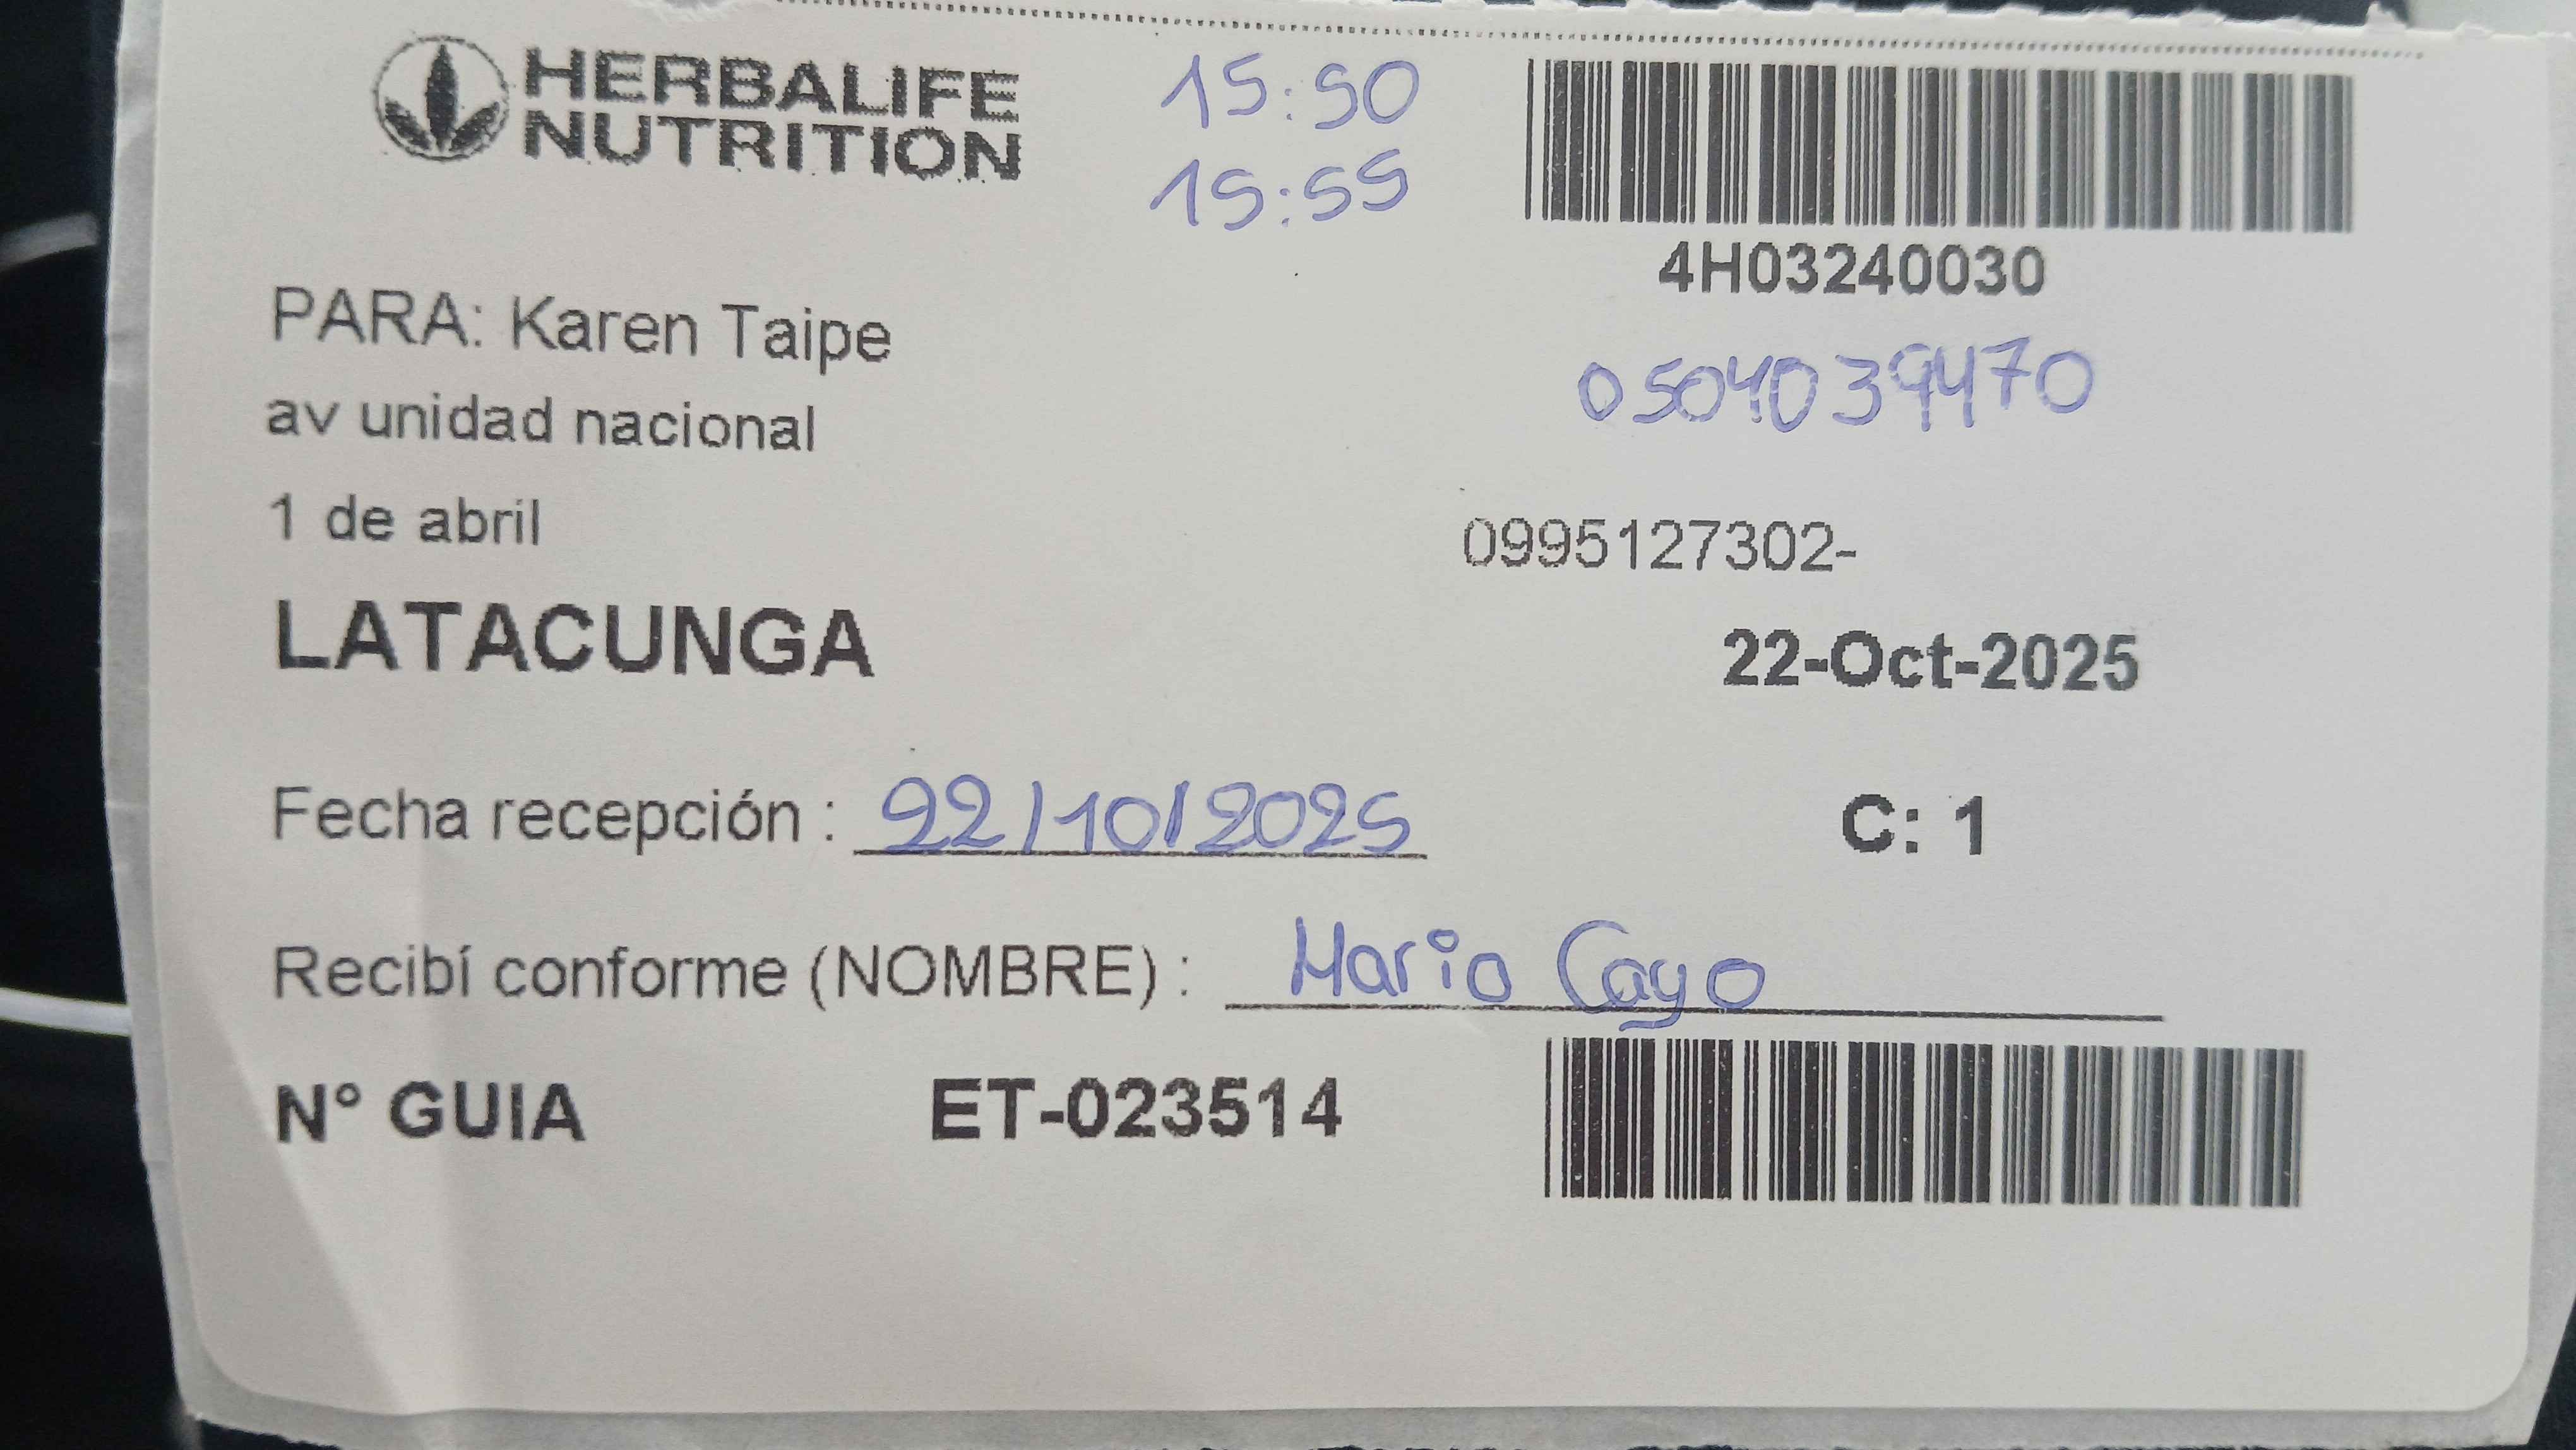 HERBALIFE
NUTRITION
15:50
15:55
4H03240030
PARA: Karen Taipe
0504039470
av unidad nacional
1 de abril
0995127302-
LATACUNGA
22-Oct-2025
Fecha recepción : 22/10/2025
C: 1
Recibí conforme (NOMBRE) : Mario Cayo
N° GUIA ET-023514